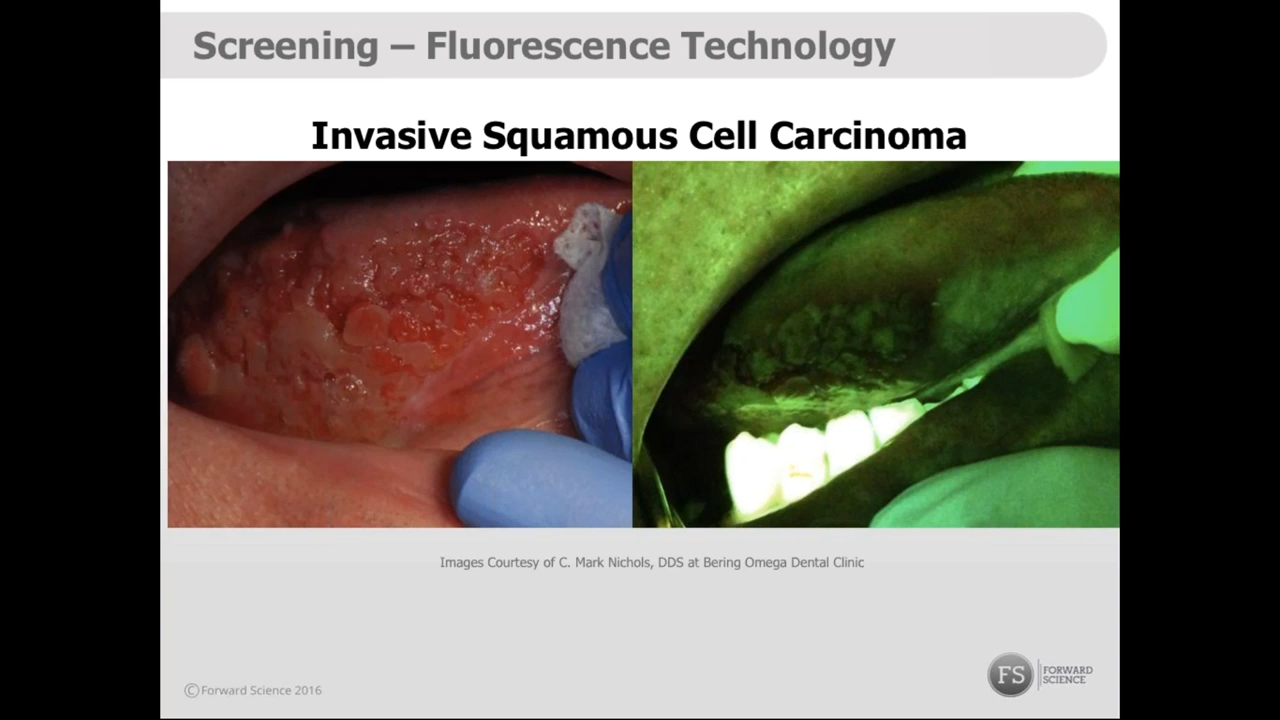 Screening – Fluorescence Technology
Invasive Squamous Cell Carcinoma
Images Courtesy of C. Mark Nichols, DDS at Bering Omega Dental Clinic
©Forward Science 2016
FS
FORWARD
SCIENCE